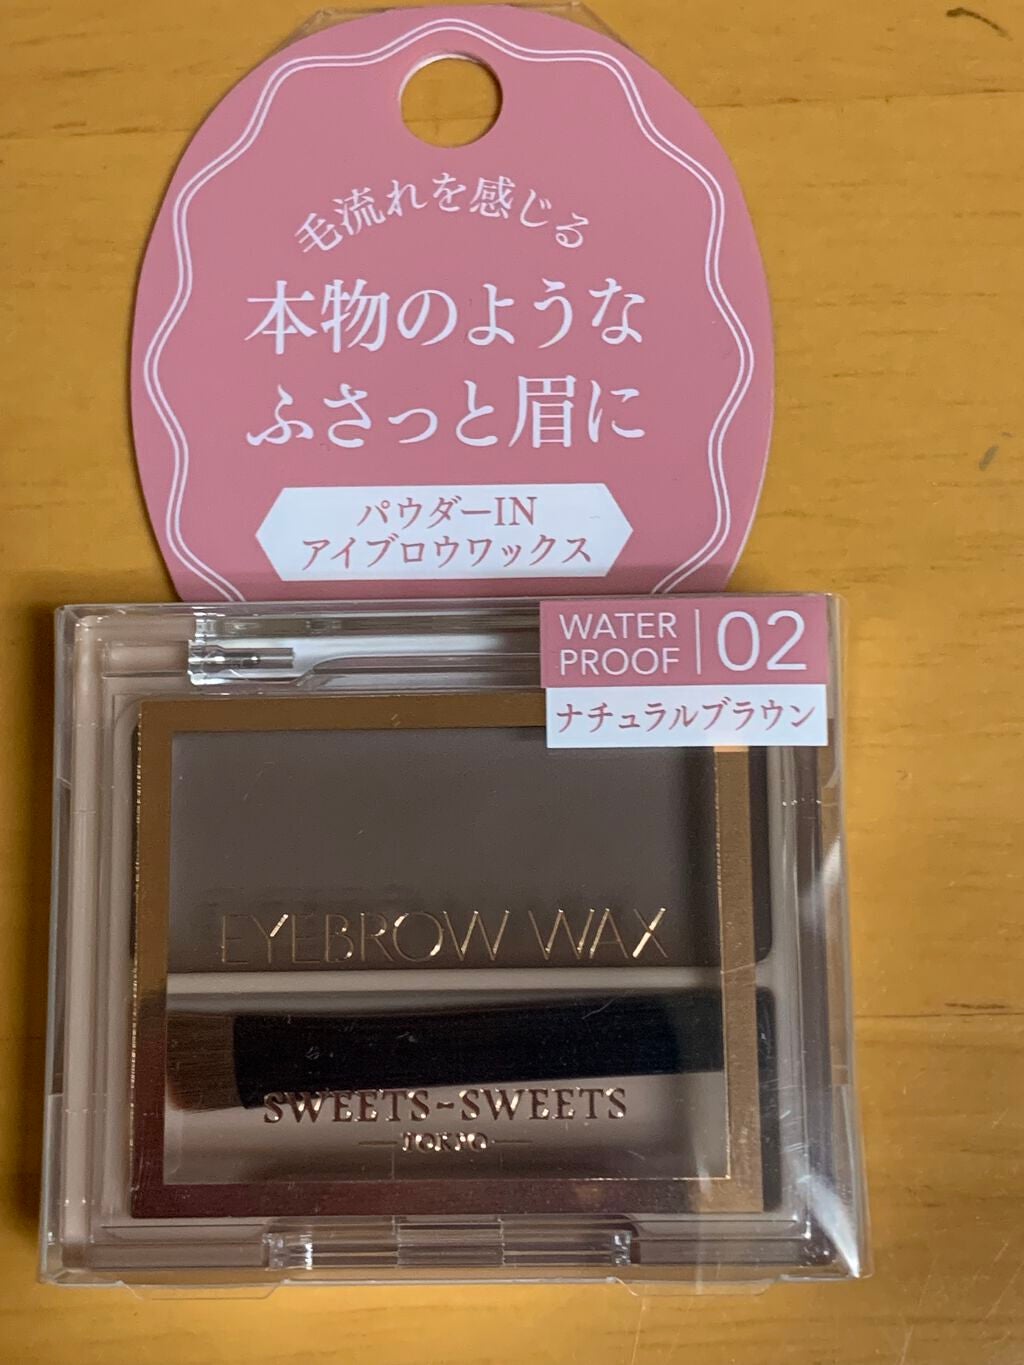 毛流れを感じる
本物のような
ふさっと眉に
パウダーIN
アイブロウワックス
WATER
PROOF
02
ナチュラルブラウン
EYEBROW WAX
SWEETS-SWEETS
TOKYO